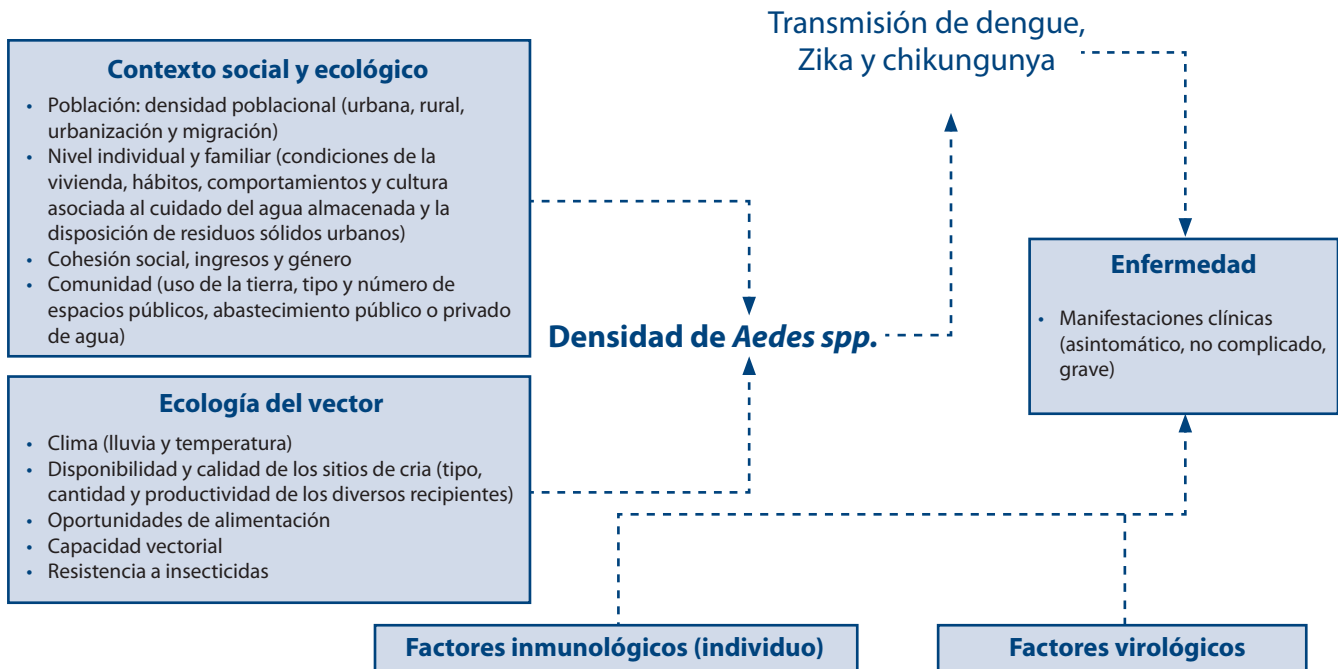 Transmisión de dengue,
Zika y chikungunya
Contexto social y ecológico
• Población: densidad poblacional (urbana, rural,
urbanización y migración)
• Nivel individual y familiar (condiciones de la
vivienda, hábitos, comportamientos y cultura
asociada al cuidado del agua almacenada y la
disposición de residuos sólidos urbanos)
• Cohesión social, ingresos y género
• Comunidad (uso de la tierra, tipo y número de
espacios públicos, abastecimiento público o privado
de agua)
Densidad de Aedes spp.
Enfermedad
• Manifestaciones clínicas
(asintomático, no complicado,
grave)
Ecología del vector
• Clima (lluvia y temperatura)
• Disponibilidad y calidad de los sitios de cria (tipo,
cantidad y productividad de los diversos recipientes)
• Oportunidades de alimentación
• Capacidad vectorial
• Resistencia a insecticidas
Factores inmunológicos (individuo)
Factores virológicos